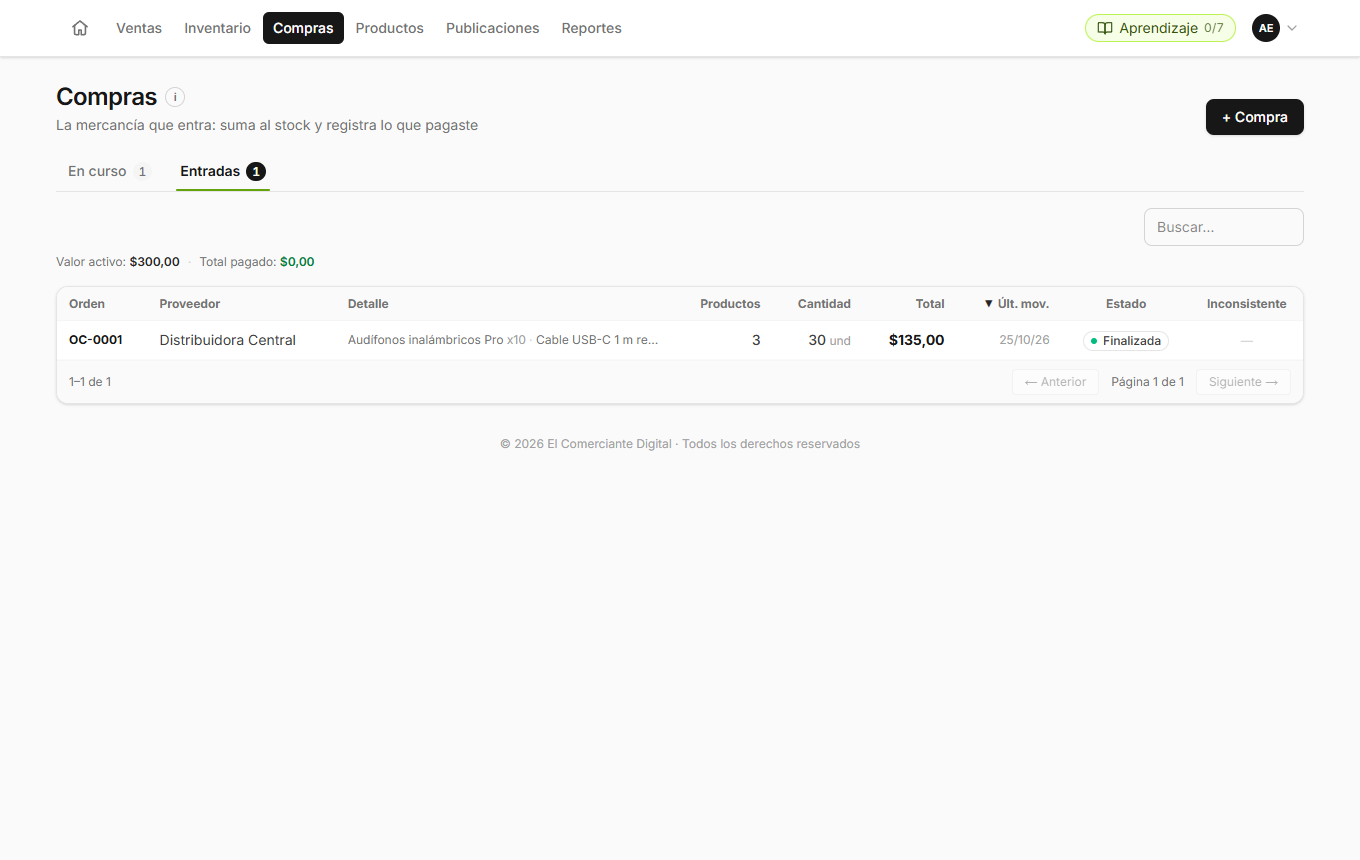 Ventas Inventario Compras Productos Publicaciones Reportes Aprendizaje 0/7 AE
Compras i
La mercancía que entra: suma al stock y registra lo que pagaste
+ Compra
En curso 1 Entradas 1
Buscar...
Valor activo: $300,00 · Total pagado: $0,00
Orden Proveedor Detalle Productos Cantidad Total ▼ Últ. mov. Estado Inconsistente
OC-0001 Distribuidora Central Audífonos inalámbricos Pro x10 · Cable USB-C 1 m re... 3 30 und $135,00 25/10/26 Finalizada —
1–1 de 1 ← Anterior Página 1 de 1 Siguiente →
© 2026 El Comerciante Digital · Todos los derechos reservados